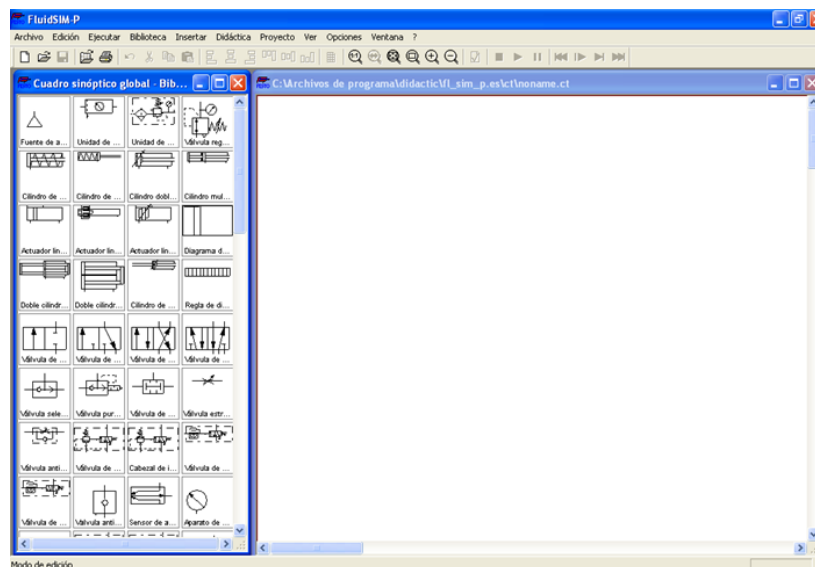 FluidSIM-P
Archivo Edición Ejecutar Biblioteca Insertar Didáctica Proyecto Ver Opciones Ventana ?
Cuadro sinóptico global - Bib...
C:\Archivos de programa\didactic\fl_sim_p.es\ct\noname.ct
Fuente de a... Unidad de ... Unidad de ... Válvula reg...
Cilindro de ... Cilindro de ... Cilindro dobl... Cilindro mul...
Actuador lin... Actuador lin... Actuador lin... Diagrama d...
Doble cilindr... Doble cilindr... Cilindro de ... Regla de di...
Válvula de ... Válvula de ... Válvula de ... Válvula de ...
Válvula sele... Válvula pur... Válvula de ... Válvula estr...
Válvula anti... Válvula de ... Cabezal de i... Válvula de ...
Válvula de ... Válvula anti... Sensor de a... Aparato de ...
Modo de edición